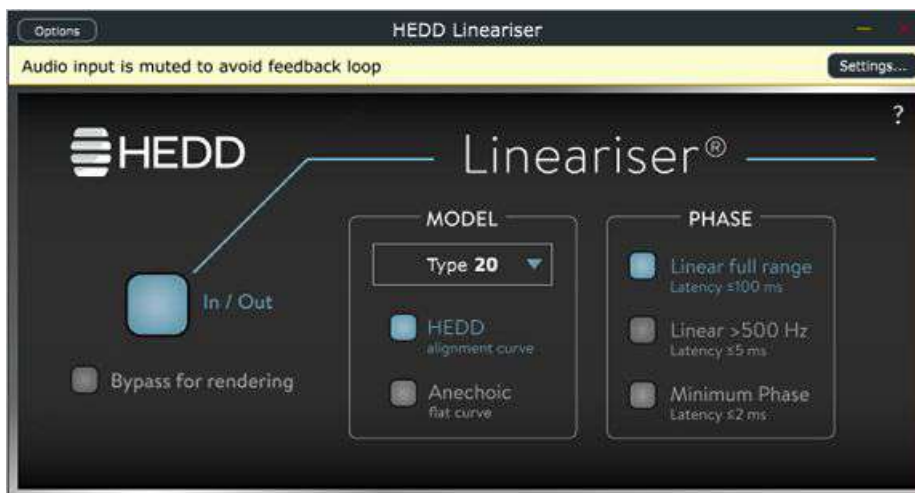 Options
HEDD Lineariser
Audio input is muted to avoid feedback loop
Settings...
?
HEDD
Lineariser®
In / Out
Bypass for rendering
MODEL
Type 20
HEDD
alignment curve
Anechoic
flat curve
PHASE
Linear full range
Latency ≤100 ms
Linear >500 Hz
Latency ≤5 ms
Minimum Phase
Latency ≤2 ms